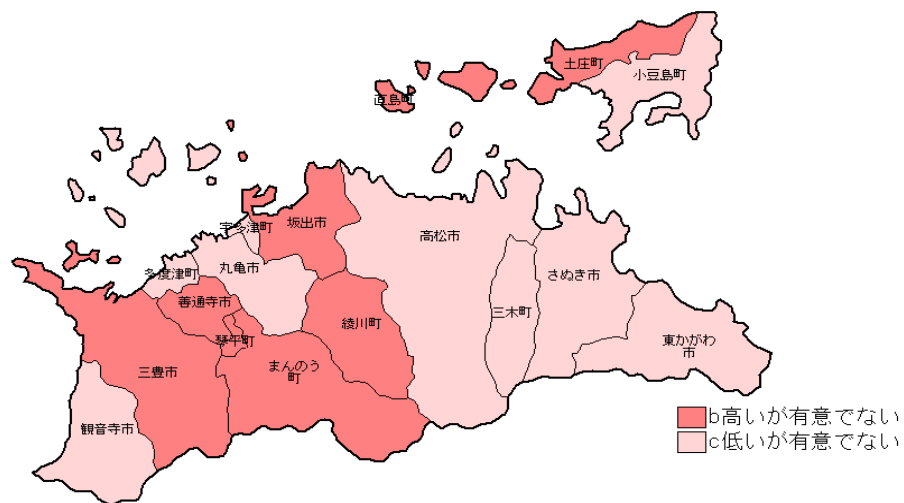 土庄町
小豆島町
直島町
宇多津町
坂出市
高松市
多度津町
丸亀市
さぬき市
善通寺市
三木町
綾川町
琴平町
東かがわ
市
まんのう
町
三豊市
観音寺市
b高いが有意でない
c低いが有意でない